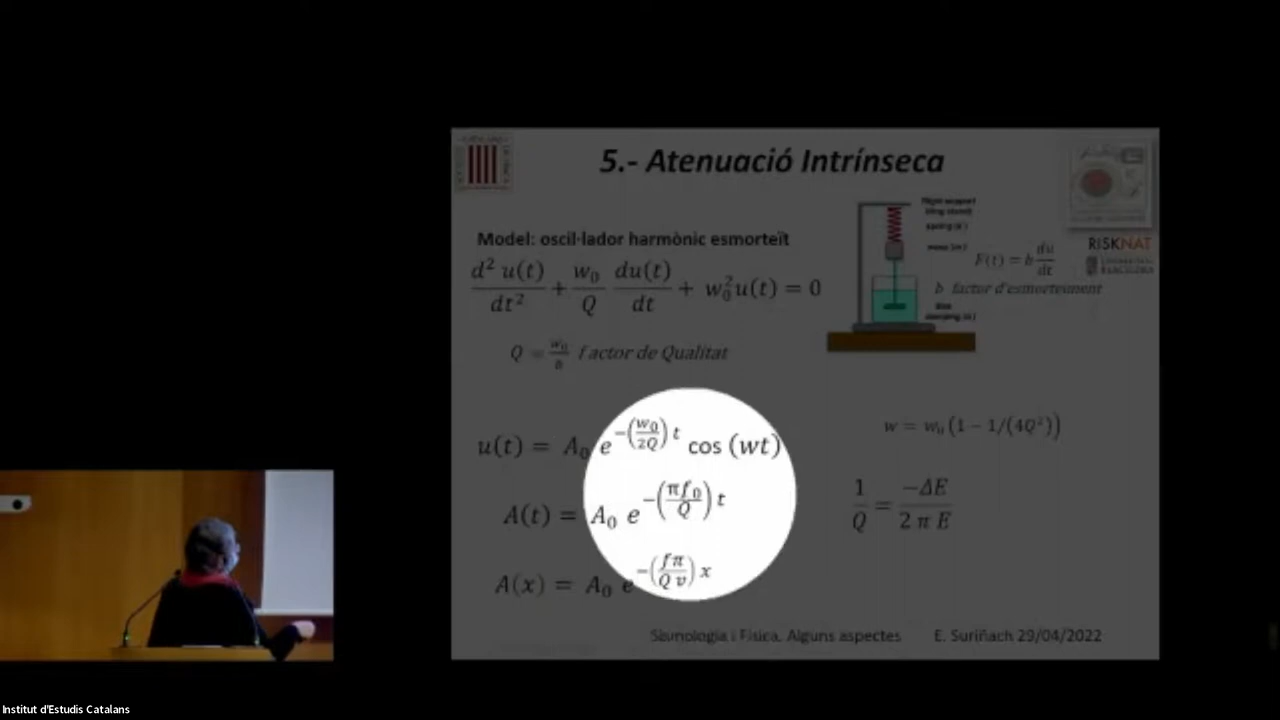 5.- Atenuació Intrínseca
Model: oscil·lador harmònic esmorteït
d² u(t)/dt² + w₀/Q du(t)/dt + w₀²u(t) = 0
F(t) = b du/dt
b factor d'esmorteiment
RISKNAT
Q = w₀/b factor de Qualitat
u(t) = A₀ e^-(w₀/2Q) t cos (wt)
w = w₀ (1 − 1/(4Q²))
A(t) = A₀ e^-(πf₀/Q) t
1/Q = −ΔE/2 π E
A(x) = A₀ e^-(fπ/Q v) x
Sismologia i Física. Alguns aspectes E. Suriñach 29/04/2022
Institut d'Estudis Catalans